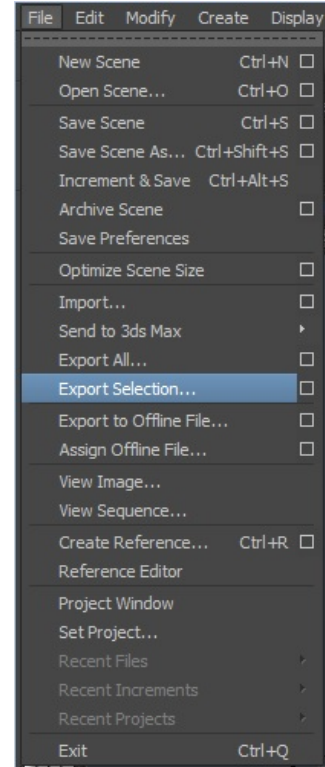 File Edit Modify Create Display
New Scene Ctrl+N
Open Scene... Ctrl+O
Save Scene Ctrl+S
Save Scene As... Ctrl+Shift+S
Increment & Save Ctrl+Alt+S
Archive Scene
Save Preferences
Optimize Scene Size
Import...
Send to 3ds Max
Export All...
Export Selection...
Export to Offline File...
Assign Offline File...
View Image...
View Sequence...
Create Reference... Ctrl+R
Reference Editor
Project Window
Set Project...
Recent Files
Recent Increments
Recent Projects
Exit Ctrl+Q